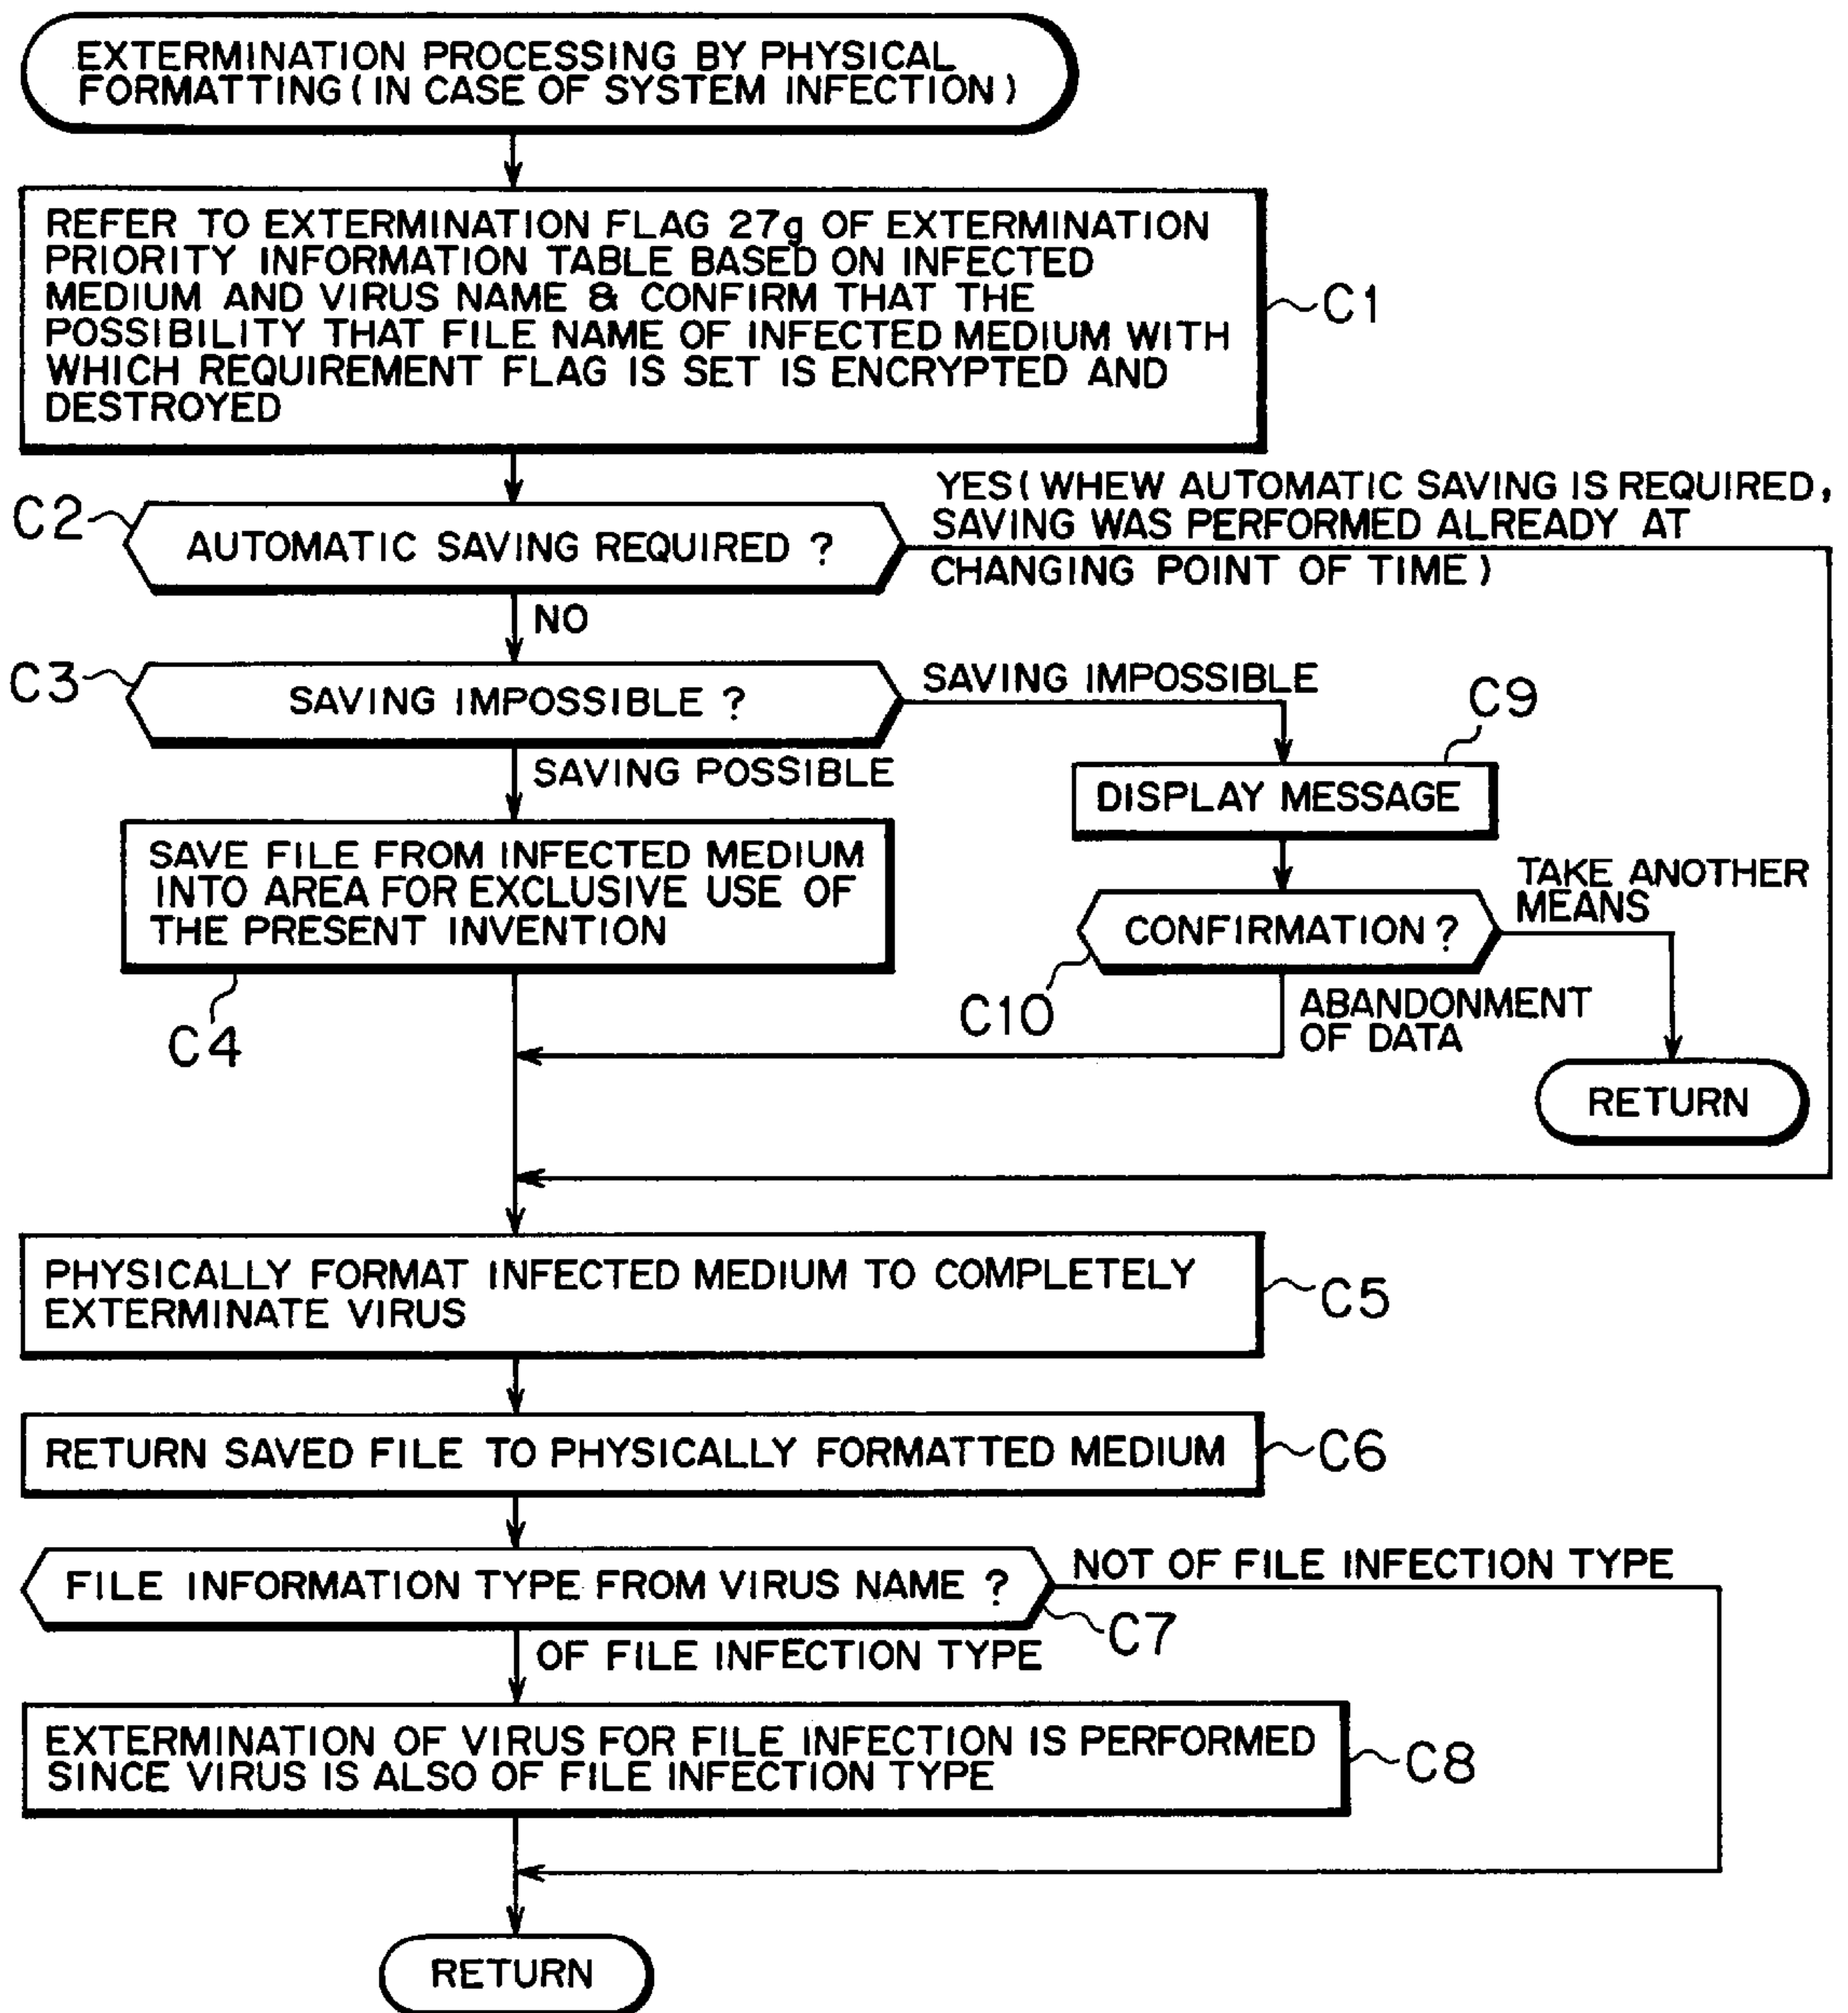 EXTERMINATION PROCESSING BY PHYSICAL
FORMATTING (IN CASE OF SYSTEM INFECTION)
REFER TO EXTERMINATION FLAG 27g OF EXTERMINATION
PRIORITY INFORMATION TABLE BASED ON INFECTED
MEDIUM AND VIRUS NAME & CONFIRM THAT THE
POSSIBILITY THAT FILE NAME OF INFECTED MEDIUM WITH
WHICH REQUIREMENT FLAG IS SET IS ENCRYPTED AND
DESTROYED
C1
C2
AUTOMATIC SAVING REQUIRED ?
YES (WHEW AUTOMATIC SAVING IS REQUIRED,
SAVING WAS PERFORMED ALREADY AT
CHANGING POINT OF TIME)
NO
C3
SAVING IMPOSSIBLE ?
SAVING IMPOSSIBLE
SAVING POSSIBLE
C9
DISPLAY MESSAGE
SAVE FILE FROM INFECTED MEDIUM
INTO AREA FOR EXCLUSIVE USE OF
THE PRESENT INVENTION
C4
CONFIRMATION ?
C10
TAKE ANOTHER
MEANS
ABANDONMENT
OF DATA
RETURN
PHYSICALLY FORMAT INFECTED MEDIUM TO COMPLETELY
EXTERMINATE VIRUS
C5
RETURN SAVED FILE TO PHYSICALLY FORMATTED MEDIUM
C6
FILE INFORMATION TYPE FROM VIRUS NAME ?
NOT OF FILE INFECTION TYPE
C7
OF FILE INFECTION TYPE
EXTERMINATION OF VIRUS FOR FILE INFECTION IS PERFORMED
SINCE VIRUS IS ALSO OF FILE INFECTION TYPE
C8
RETURN